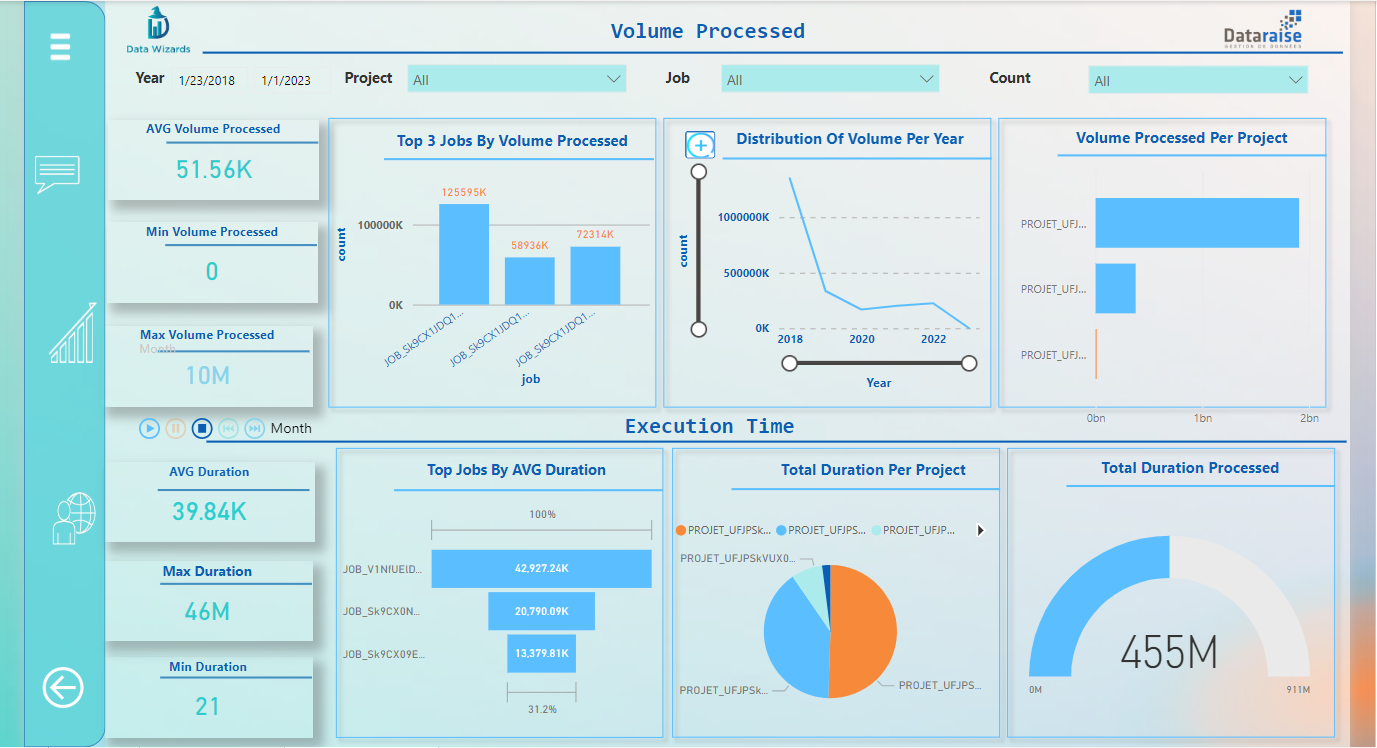 Volume Processed
Data Wizards
Dataraise
GESTION DE DONNÉES
Year 1/23/2018 1/1/2023 Project All Job All Count All
AVG Volume Processed
51.56K
Min Volume Processed
0
Max Volume Processed
Month
10M
Top 3 Jobs By Volume Processed
125595K
100000K
72314K
58936K
count
0K
JOB_Sk9CX1JDQ1... JOB_Sk9CX1JDQ1... JOB_Sk9CX1JDQ1...
job
Distribution Of Volume Per Year
1000000K
count
500000K
0K
2018 2020 2022
Year
Volume Processed Per Project
PROJET_UFJ...
PROJET_UFJ...
PROJET_UFJ...
0bn 1bn 2bn
Month
Execution Time
AVG Duration
39.84K
Max Duration
46M
Min Duration
21
Top Jobs By AVG Duration
100%
JOB_V1NIUElD... 42,927.24K
JOB_Sk9CX0N... 20,790.09K
JOB_Sk9CX09E... 13,379.81K
31.2%
Total Duration Per Project
PROJET_UFJPSk... PROJET_UFJPS... PROJET_UFJP...
PROJET_UFJPSkVUX0...
PROJET_UFJPS...
PROJET_UFJPSk...
Total Duration Processed
455M
0M 911M